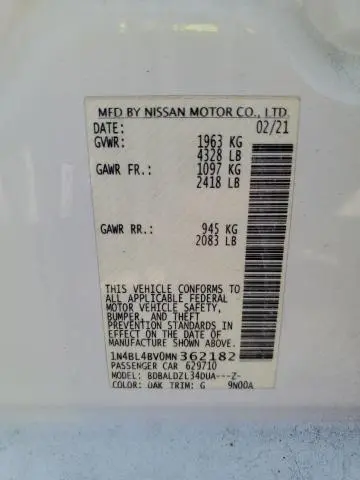 MFD BY NISSAN MOTOR CO., LTD.
DATE: 02/21
GVWR: 1963 KG
4328 LB
GAWR FR.: 1097 KG
2418 LB
GAWR RR.: 945 KG
2083 LB
THIS VEHICLE CONFORMS TO
ALL APPLICABLE FEDERAL
MOTOR VEHICLE SAFETY,
BUMPER, AND THEFT
PREVENTION STANDARDS
IN EFFECT ON THE DATE OF
MANUFACTURE SHOWN ABOVE.
1N4BL4BV0MN362182
PASSENGER CAR 629710
MODEL: BDBALDZL34DUA---Z-
COLOR: QAK TRIM: G 9N00A